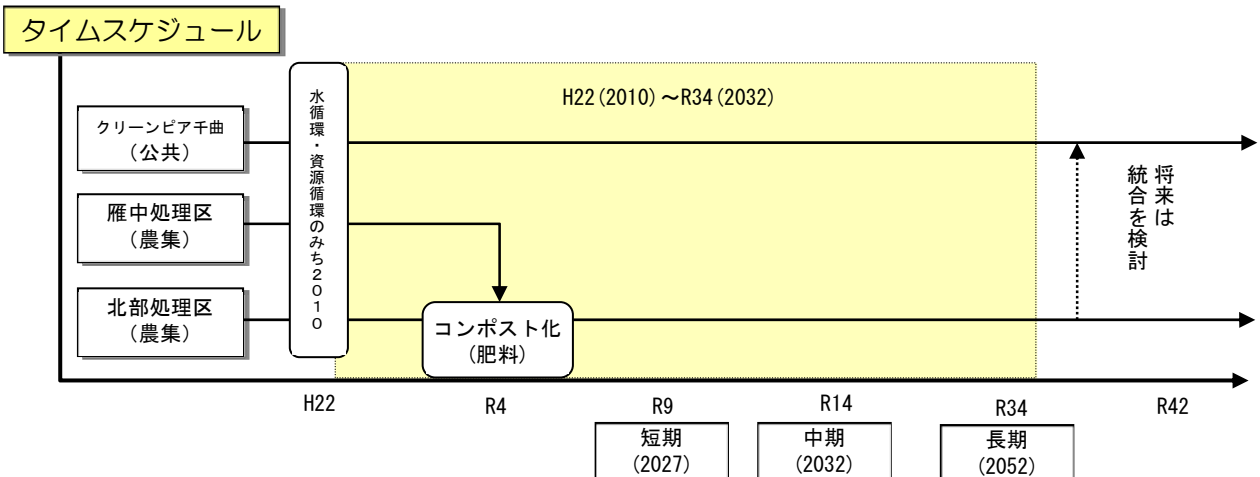 タイムスケジュール
H22(2010)～R34(2032)
水循環・資源循環のみち2010
クリーンピア千曲
(公共)
雁中処理区
(農集)
北部処理区
(農集)
コンポスト化
(肥料)
将来は
統合を検討
H22
R4
R9
R14
R34
R42
短期
(2027)
中期
(2032)
長期
(2052)